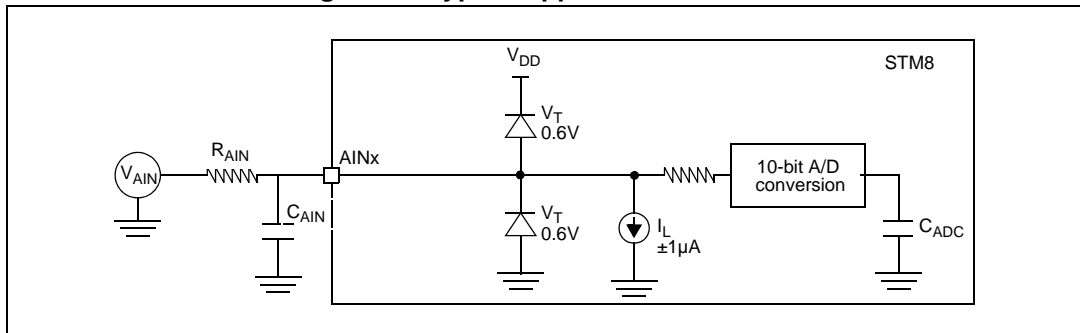 STM8
V_DD
V_T
0.6V
R_AIN
AINx
V_AIN
10-bit A/D
conversion
C_AIN
V_T
0.6V
I_L
±1µA
C_ADC